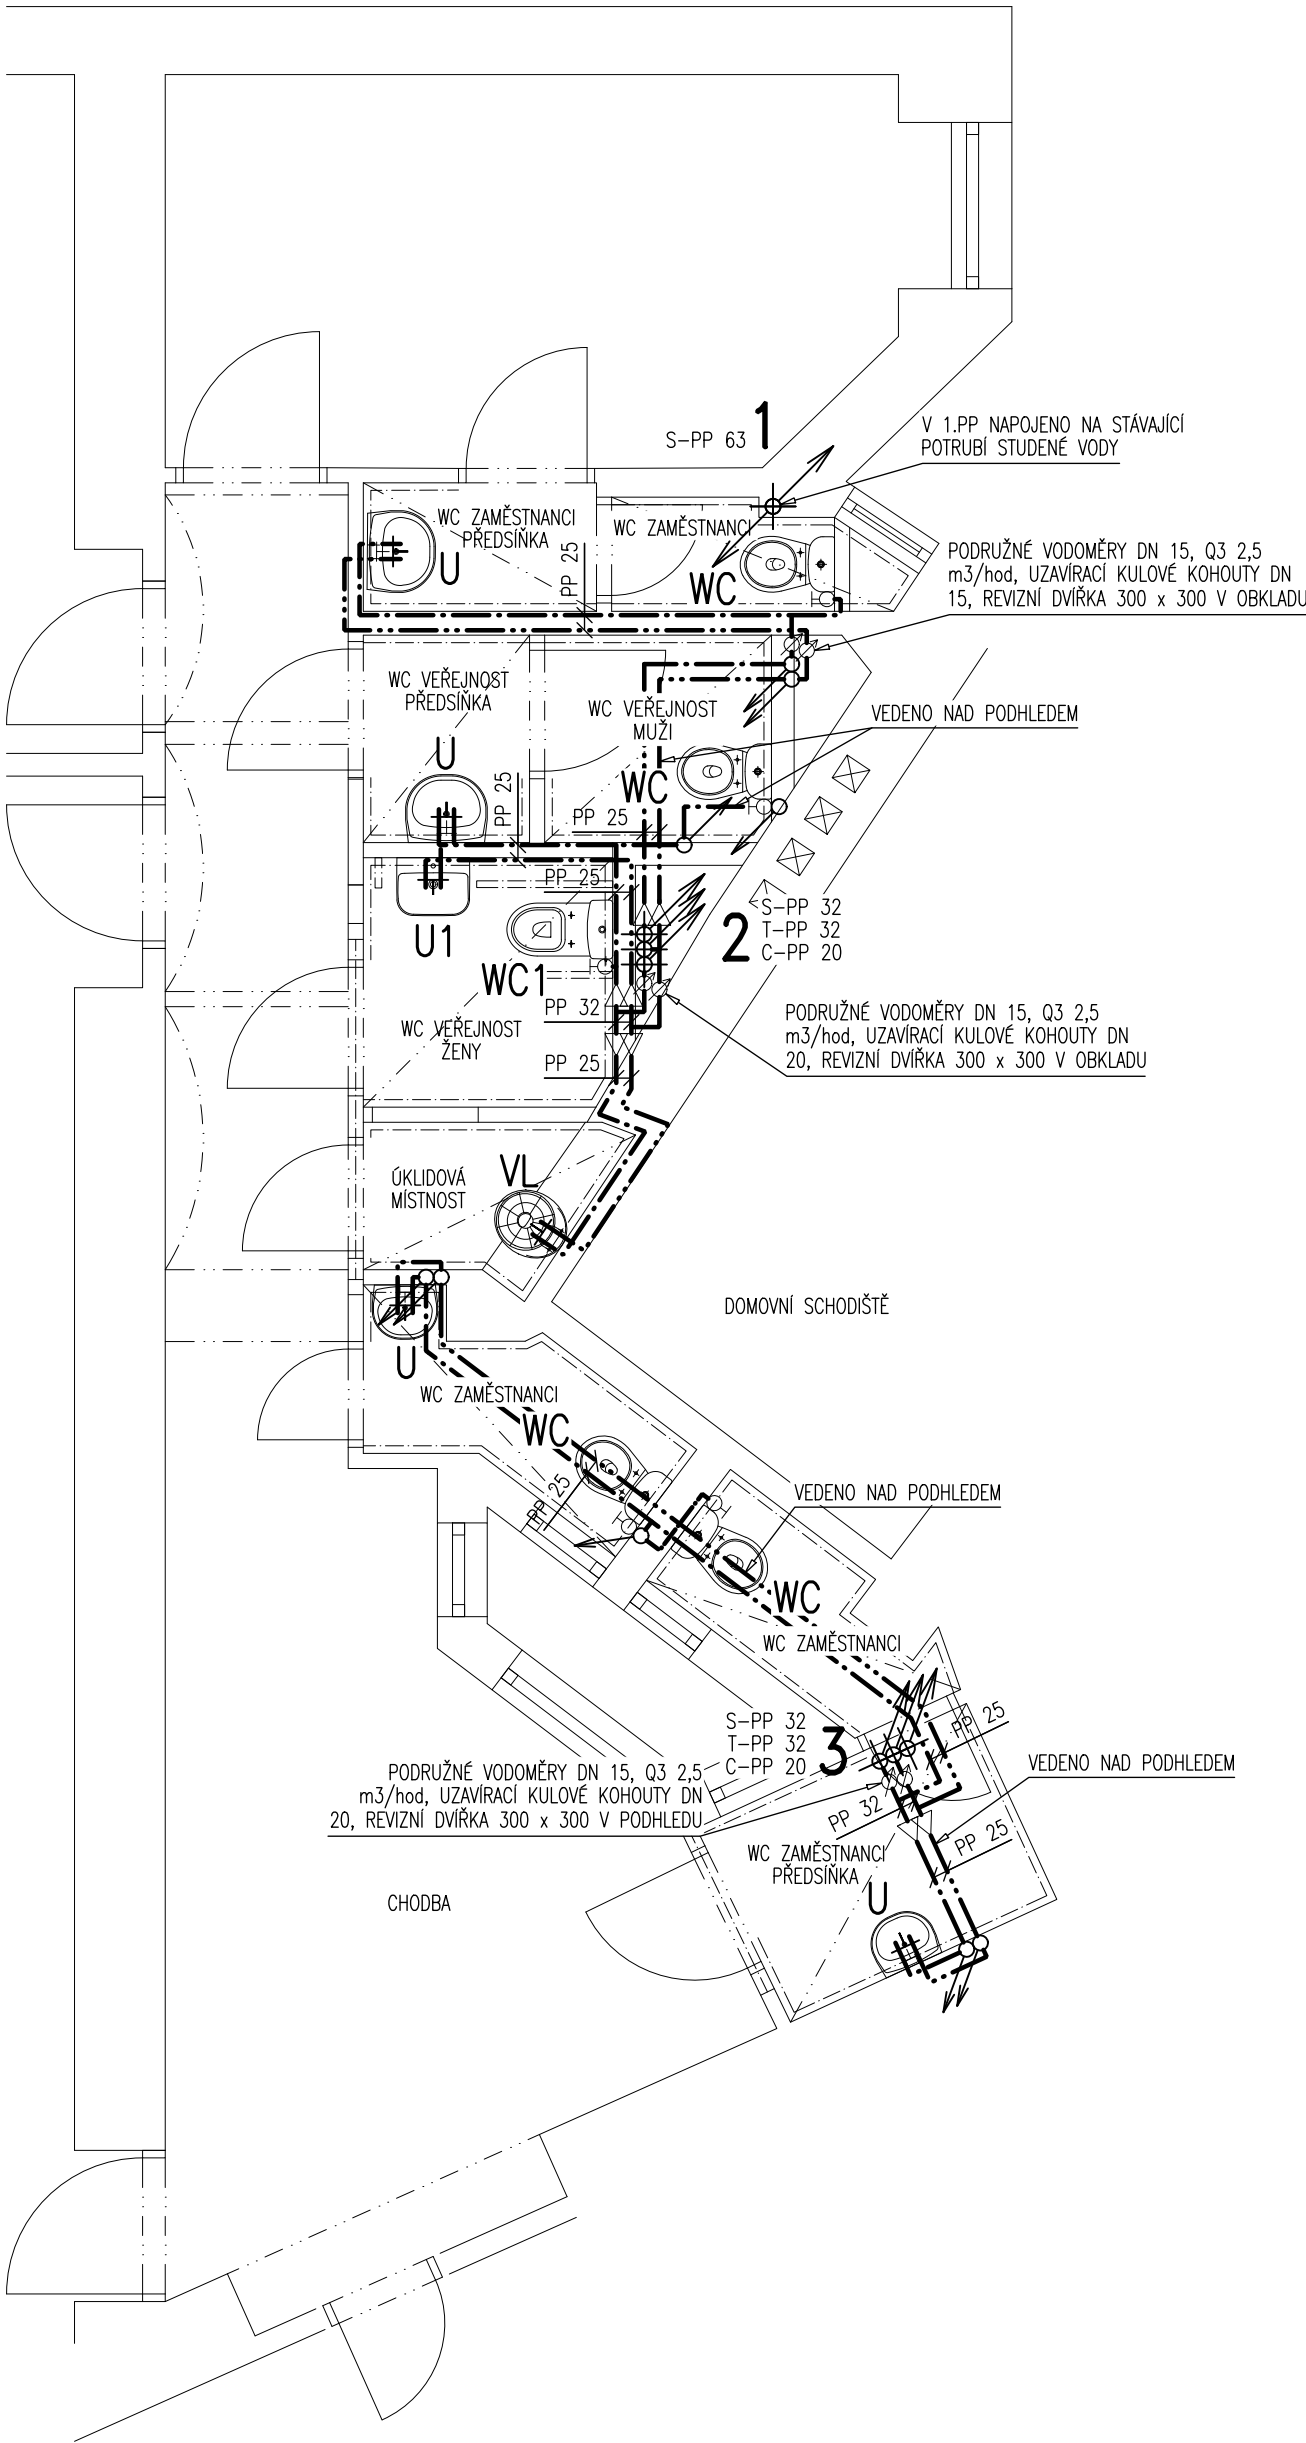 S-PP 63
1
V 1.PP NAPOJENO NA STÁVAJÍCÍ
POTRUBÍ STUDENÉ VODY
WC ZAMĚSTNANCI
PŘEDSÍŇKA
WC ZAMĚSTNANCI
U
PP 25
WC
PODRUŽNÉ VODOMĚRY DN 15, Q3 2,5
m3/hod, UZAVÍRACÍ KULOVÉ KOHOUTY DN
15, REVIZNÍ DVÍŘKA 300 x 300 V OBKLADU
WC VEŘEJNOST
PŘEDSÍŇKA
WC VEŘEJNOST
MUŽI
VEDENO NAD PODHLEDEM
U
WC
PP 25
PP 25
PP 25
U1
WC1
2
S-PP 32
T-PP 32
C-PP 20
PP 32
WC VEŘEJNOST
ŽENY
PP 25
PODRUŽNÉ VODOMĚRY DN 15, Q3 2,5
m3/hod, UZAVÍRACÍ KULOVÉ KOHOUTY DN
20, REVIZNÍ DVÍŘKA 300 x 300 V OBKLADU
ÚKLIDOVÁ
MÍSTNOST
VL
DOMOVNÍ SCHODIŠTĚ
U
WC ZAMĚSTNANCI
WC
PP 25
VEDENO NAD PODHLEDEM
WC
WC ZAMĚSTNANCI
S-PP 32
T-PP 32
C-PP 20
3
PP 25
VEDENO NAD PODHLEDEM
PODRUŽNÉ VODOMĚRY DN 15, Q3 2,5
m3/hod, UZAVÍRACÍ KULOVÉ KOHOUTY DN
20, REVIZNÍ DVÍŘKA 300 x 300 V PODHLEDU
PP 32
PP 25
WC ZAMĚSTNANCI
PŘEDSÍŇKA
U
CHODBA